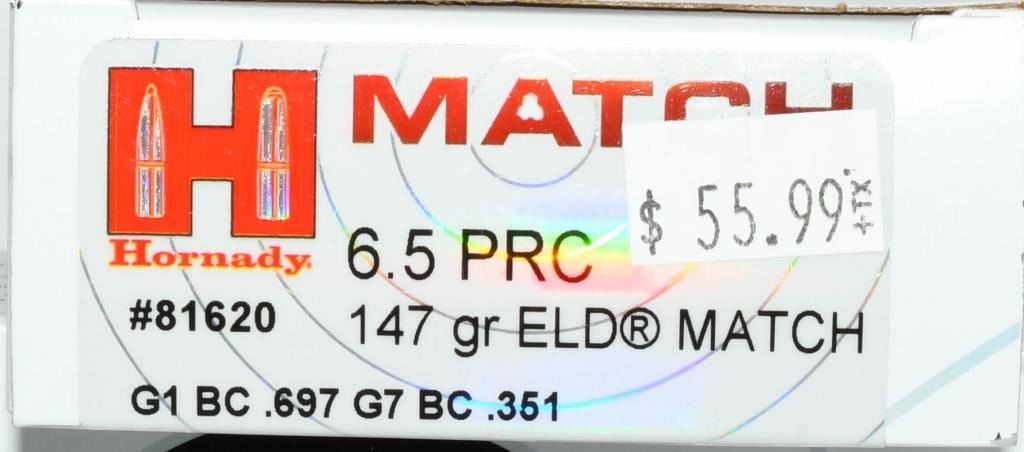 MATCH
$ 55.99 +TX
Hornady.
6.5 PRC
#81620
147 gr ELD® MATCH
G1 BC .697 G7 BC .351